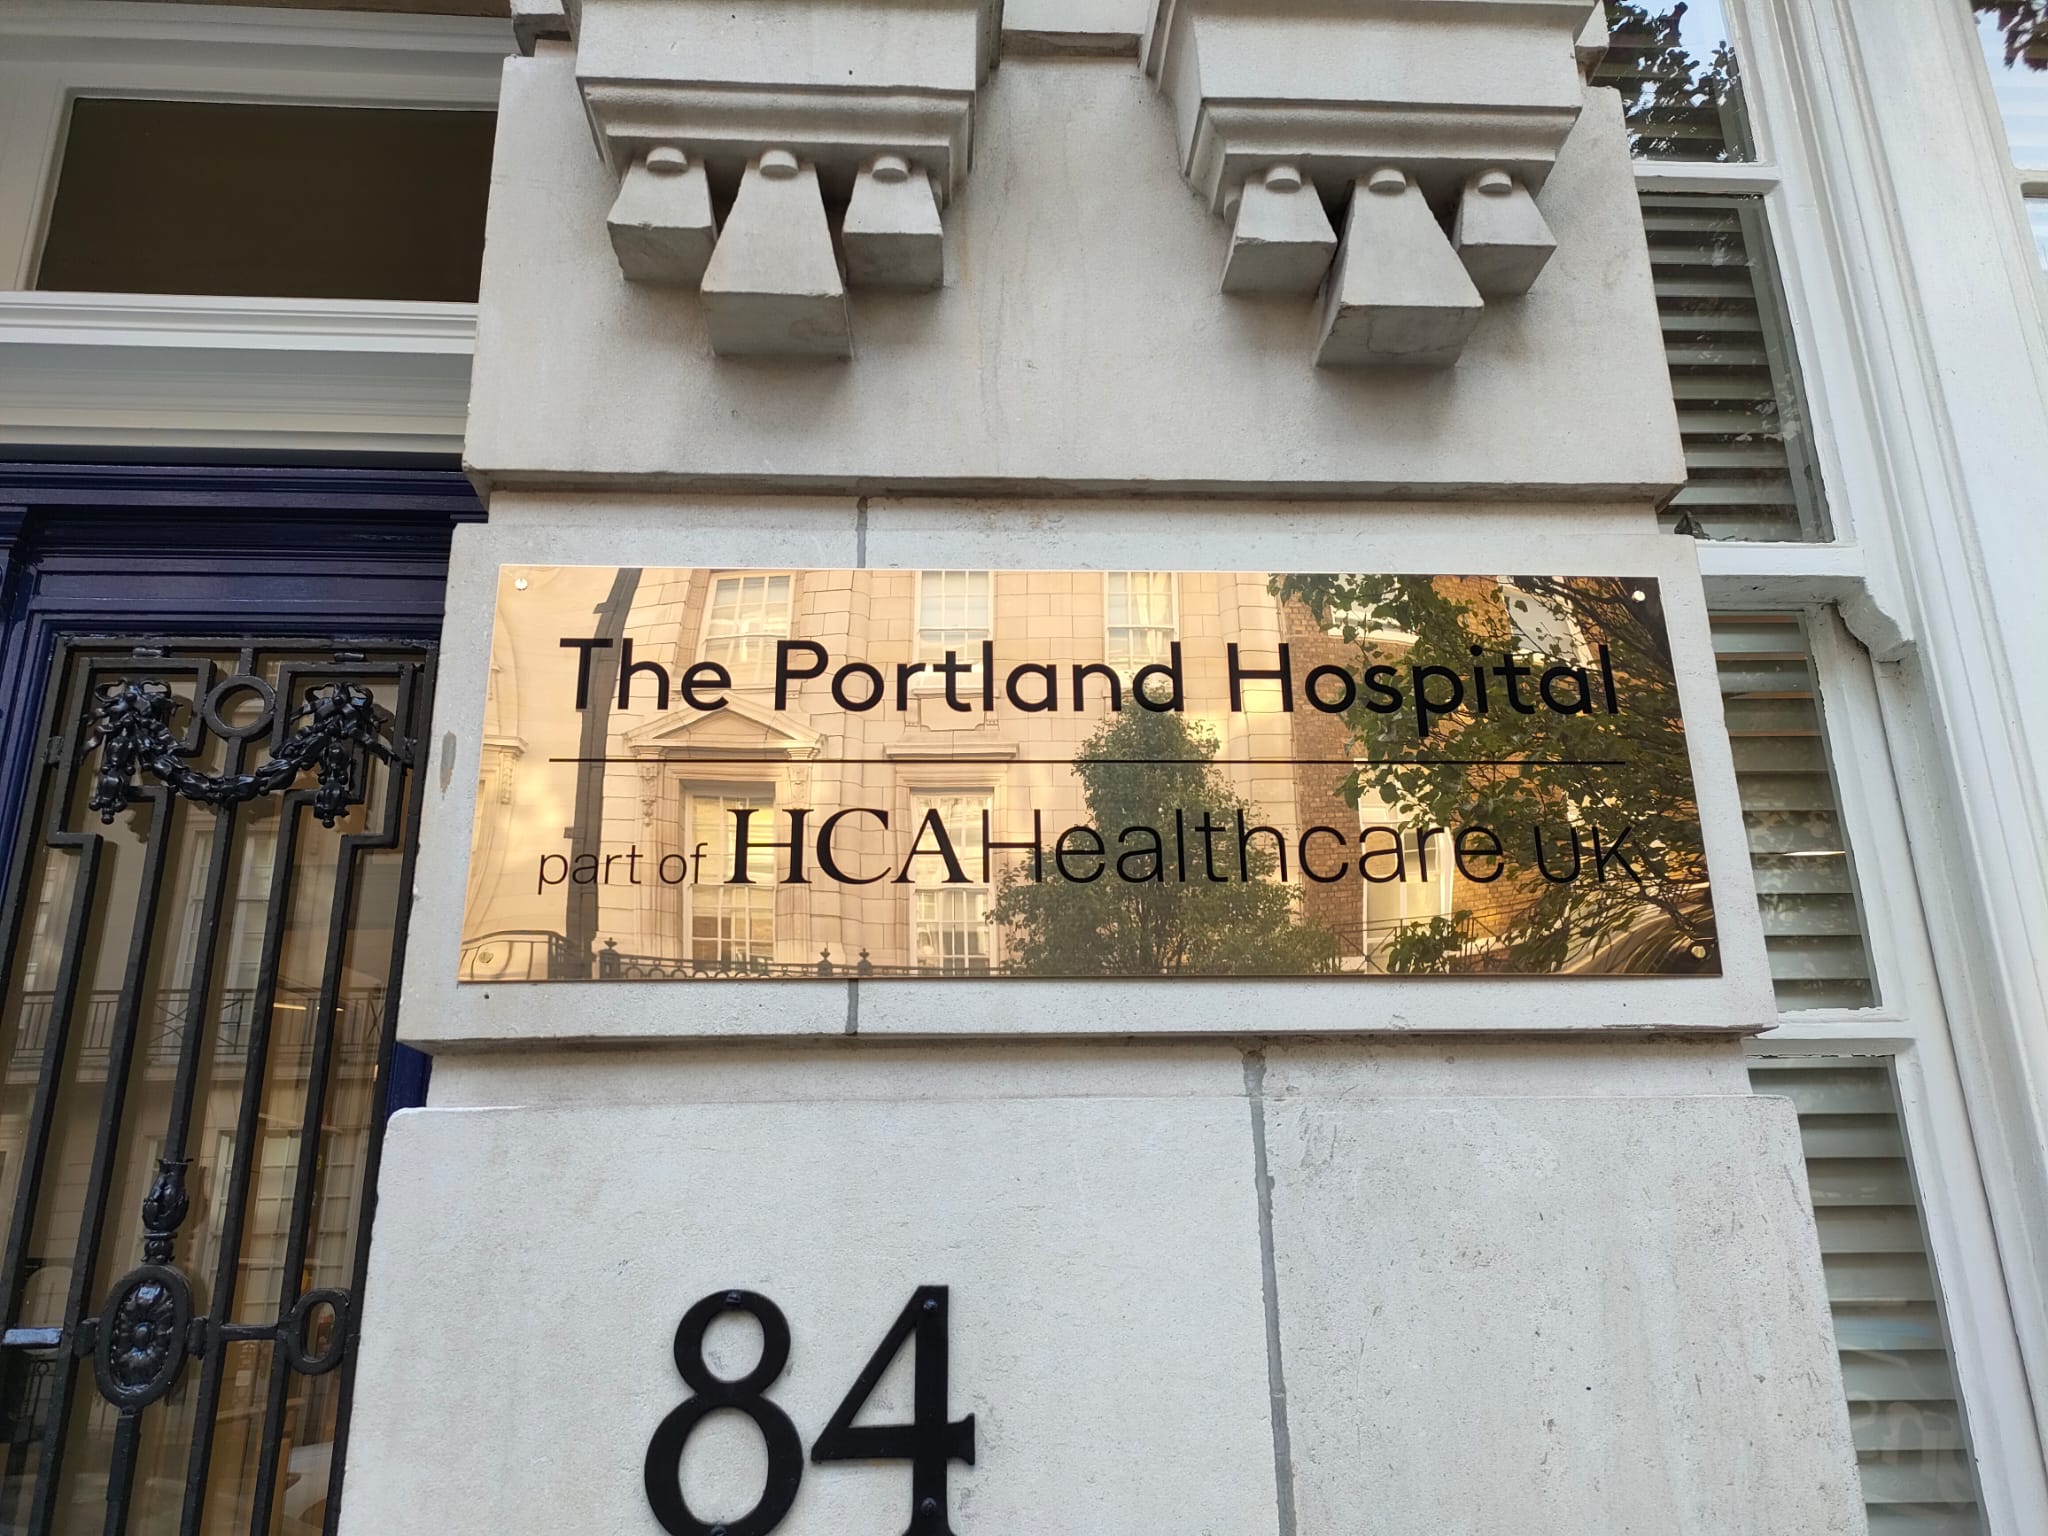 The Portland Hospital
part of HCAHealthcare UK
84